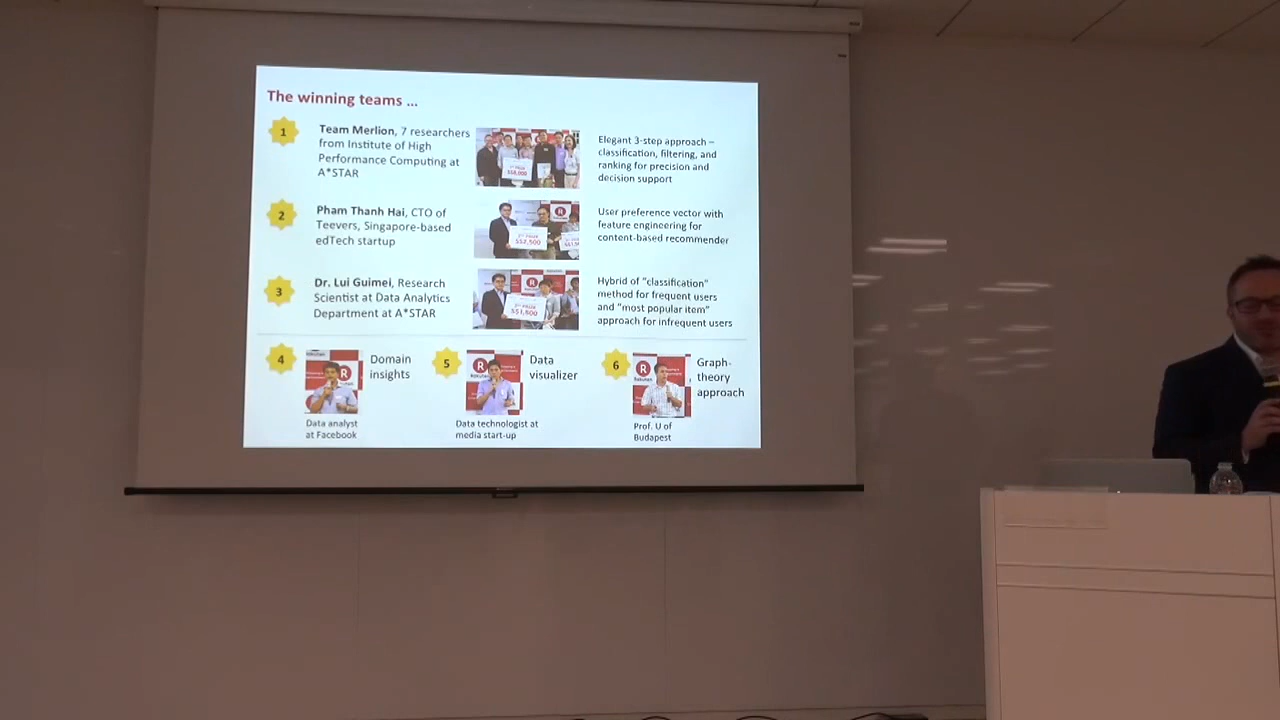 The winning teams ...
1
Team Merlion, 7 researchers
from Institute of High
Performance Computing at
A*STAR
Elegant 3-step approach –
classification, filtering, and
ranking for precision and
decision support
2
Pham Thanh Hai, CTO of
Teevers, Singapore-based
edTech startup
User preference vector with
feature engineering for
content-based recommender
3
Dr. Lui Guimei, Research
Scientist at Data Analytics
Department at A*STAR
Hybrid of "classification"
method for frequent users
and "most popular item"
approach for infrequent users
4
Domain
insights
Data analyst
at Facebook
5
Data
visualizer
Data technologist at
media start-up
6
Graph-
theory
approach
Prof. U of
Budapest